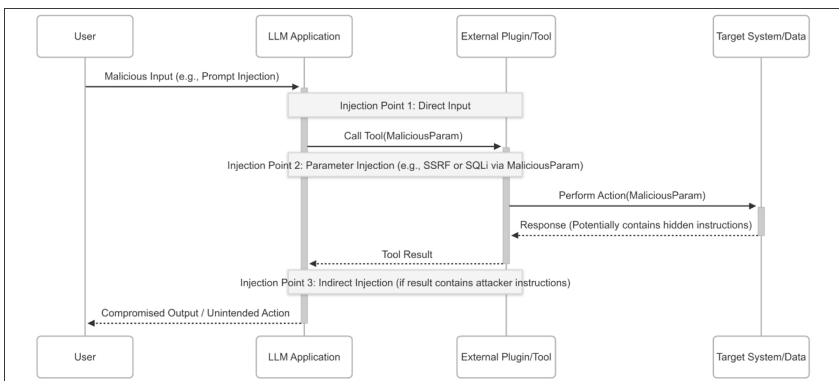 User LLM Application External Plugin/Tool Target System/Data
Malicious Input (e.g., Prompt Injection)
Injection Point 1: Direct Input
Call Tool(MaliciousParam)
Injection Point 2: Parameter Injection (e.g., SSRF or SQLi via MaliciousParam)
Perform Action(MaliciousParam)
Response (Potentially contains hidden instructions)
Tool Result
Injection Point 3: Indirect Injection (if result contains attacker instructions)
Compromised Output / Unintended Action
User LLM Application External Plugin/Tool Target System/Data